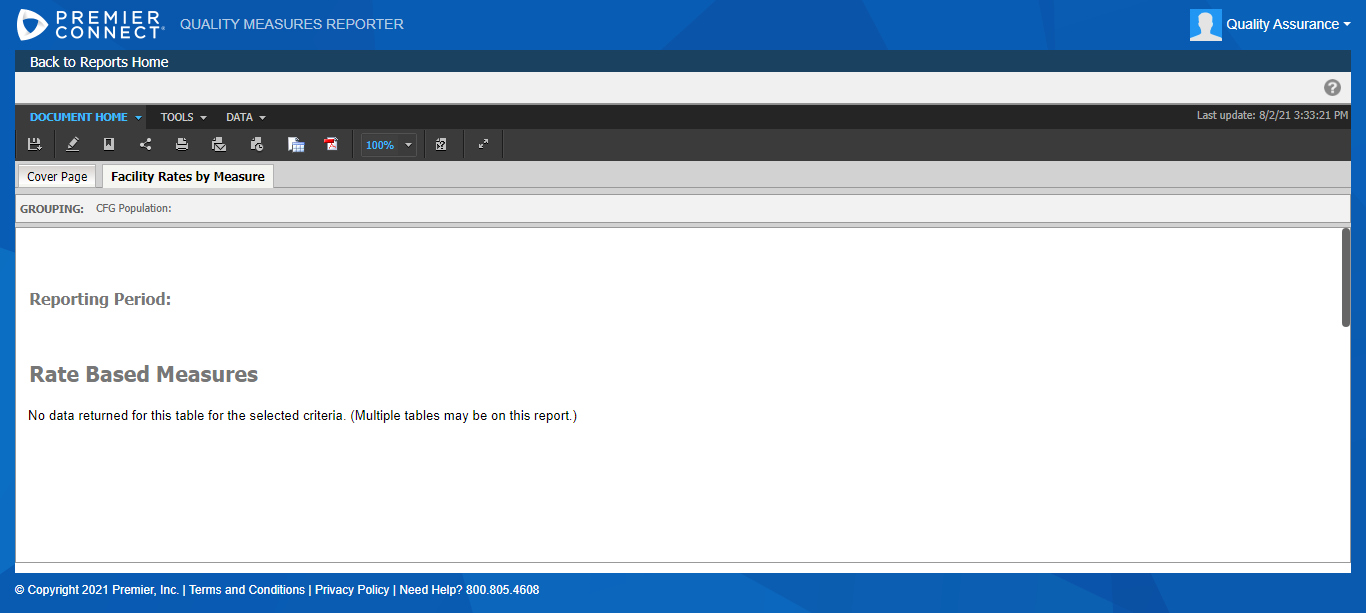 PREMIER CONNECT QUALITY MEASURES REPORTER
Quality Assurance
Back to Reports Home
DOCUMENT HOME TOOLS DATA
Last update: 8/2/21 3:33:21 PM
100%
Cover Page Facility Rates by Measure
GROUPING: CFG Population:
Reporting Period:
Rate Based Measures
No data returned for this table for the selected criteria. (Multiple tables may be on this report.)
© Copyright 2021 Premier, Inc. | Terms and Conditions | Privacy Policy | Need Help? 800.805.4608